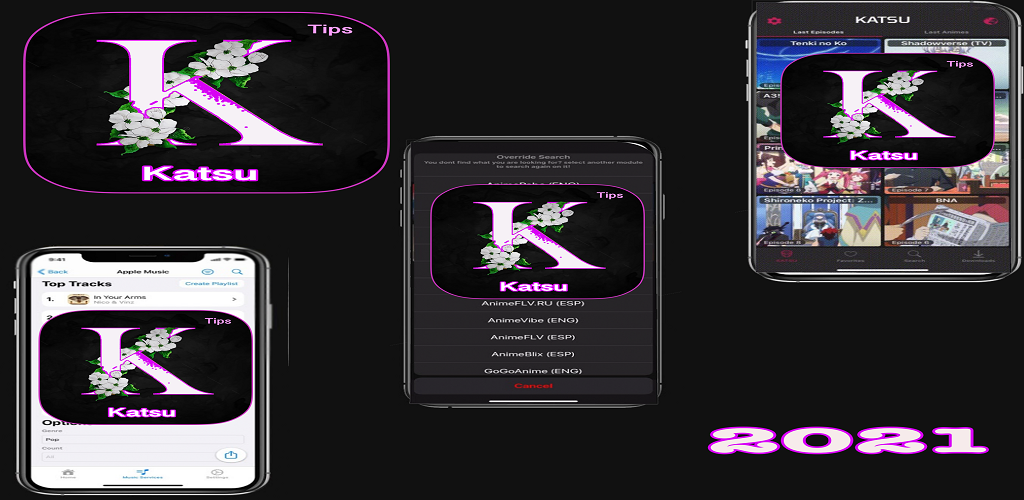 Tips
K
Katsu
9:41
Back
Apple Music
Top Tracks
Create Playlist
1.
In Your Arms
Nico & Vinz
2.
Tips
K
Katsu
Genre
Pop
Count
All
Home
Music Services
Settings
Override Search
You dont find what you are looking for? select another module
to search again on it!
Tips
K
Katsu
AnimeFLV.RU (ESP)
AnimeVibe (ENG)
AnimeFLV (ESP)
AnimeBlix (ESP)
GoGoAnime (ENG)
Cancel
KATSU
Last Episodes
Last Animes
Tenki no Ko
Shadowverse (TV)
Tips
K
Katsu
Episode 8
Episode 7
Shironeko Project: Z...
BNA
Episode 8
Episode 6
Favorites
Search
Downloads
2021